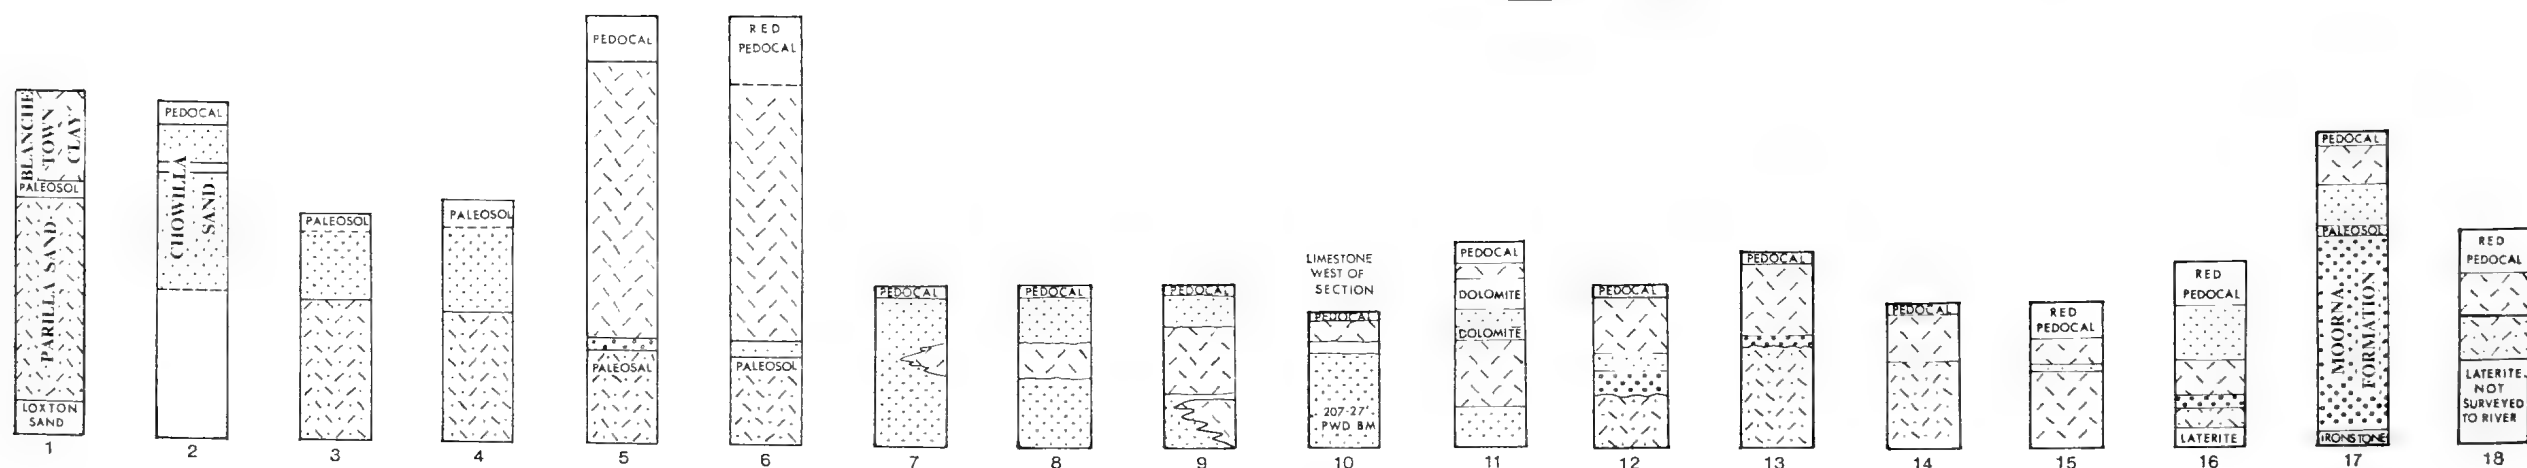 BLANCHE
TOWN
CLAY
PALEOSOL
PARILLA SAND
LOXTON
SAND
1
PEDOCAL
CHOWILLA
SAND
2
PALEOSOL
3
PALEOSOL
4
PEDOCAL
PALEOSAL
5
RED
PEDOCAL
PALEOSOL
6
PEDOCAL
7
PEDOCAL
8
PEDOCAL
9
LIMESTONE
WEST OF
SECTION
PEDOCAL
207-27'
PWD BM
10
PEDOCAL
DOLOMITE
DOLOMITE
11
PEDOCAL
12
PEDOCAL
13
PEDOCAL
14
RED
PEDOCAL
15
RED
PEDOCAL
LATERITE
16
PEDOCAL
PALEOSOL
MOORNA
FORMATION
IRONSTONE
17
RED
PEDOCAL
LATERITE
NOT
SURVEYED
TO RIVER
18